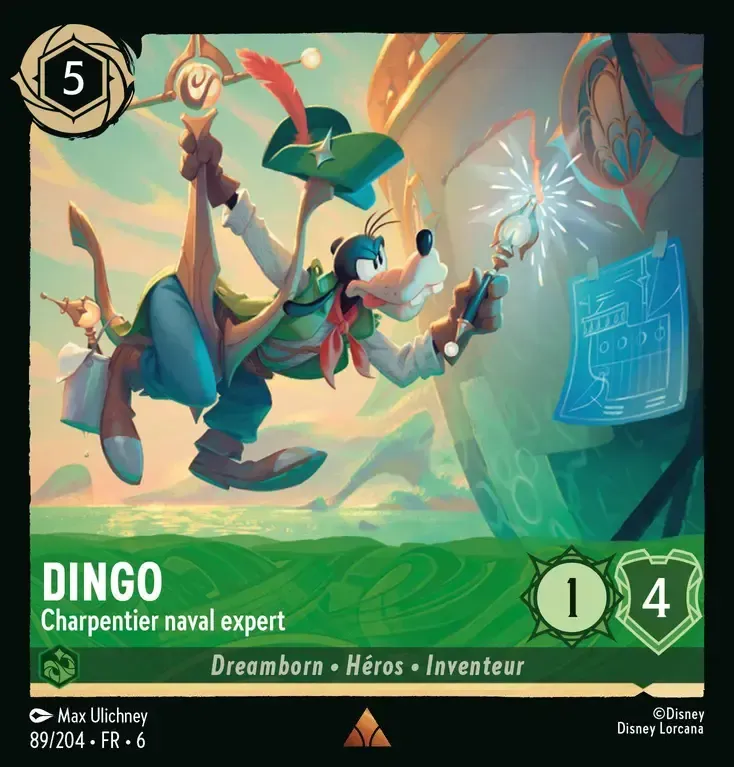 5
DINGO
Charpentier naval expert
1
4
Dreamborn • Héros • Inventeur
Max Ulichney
©Disney
89/204 • FR • 6
Disney Lorcana